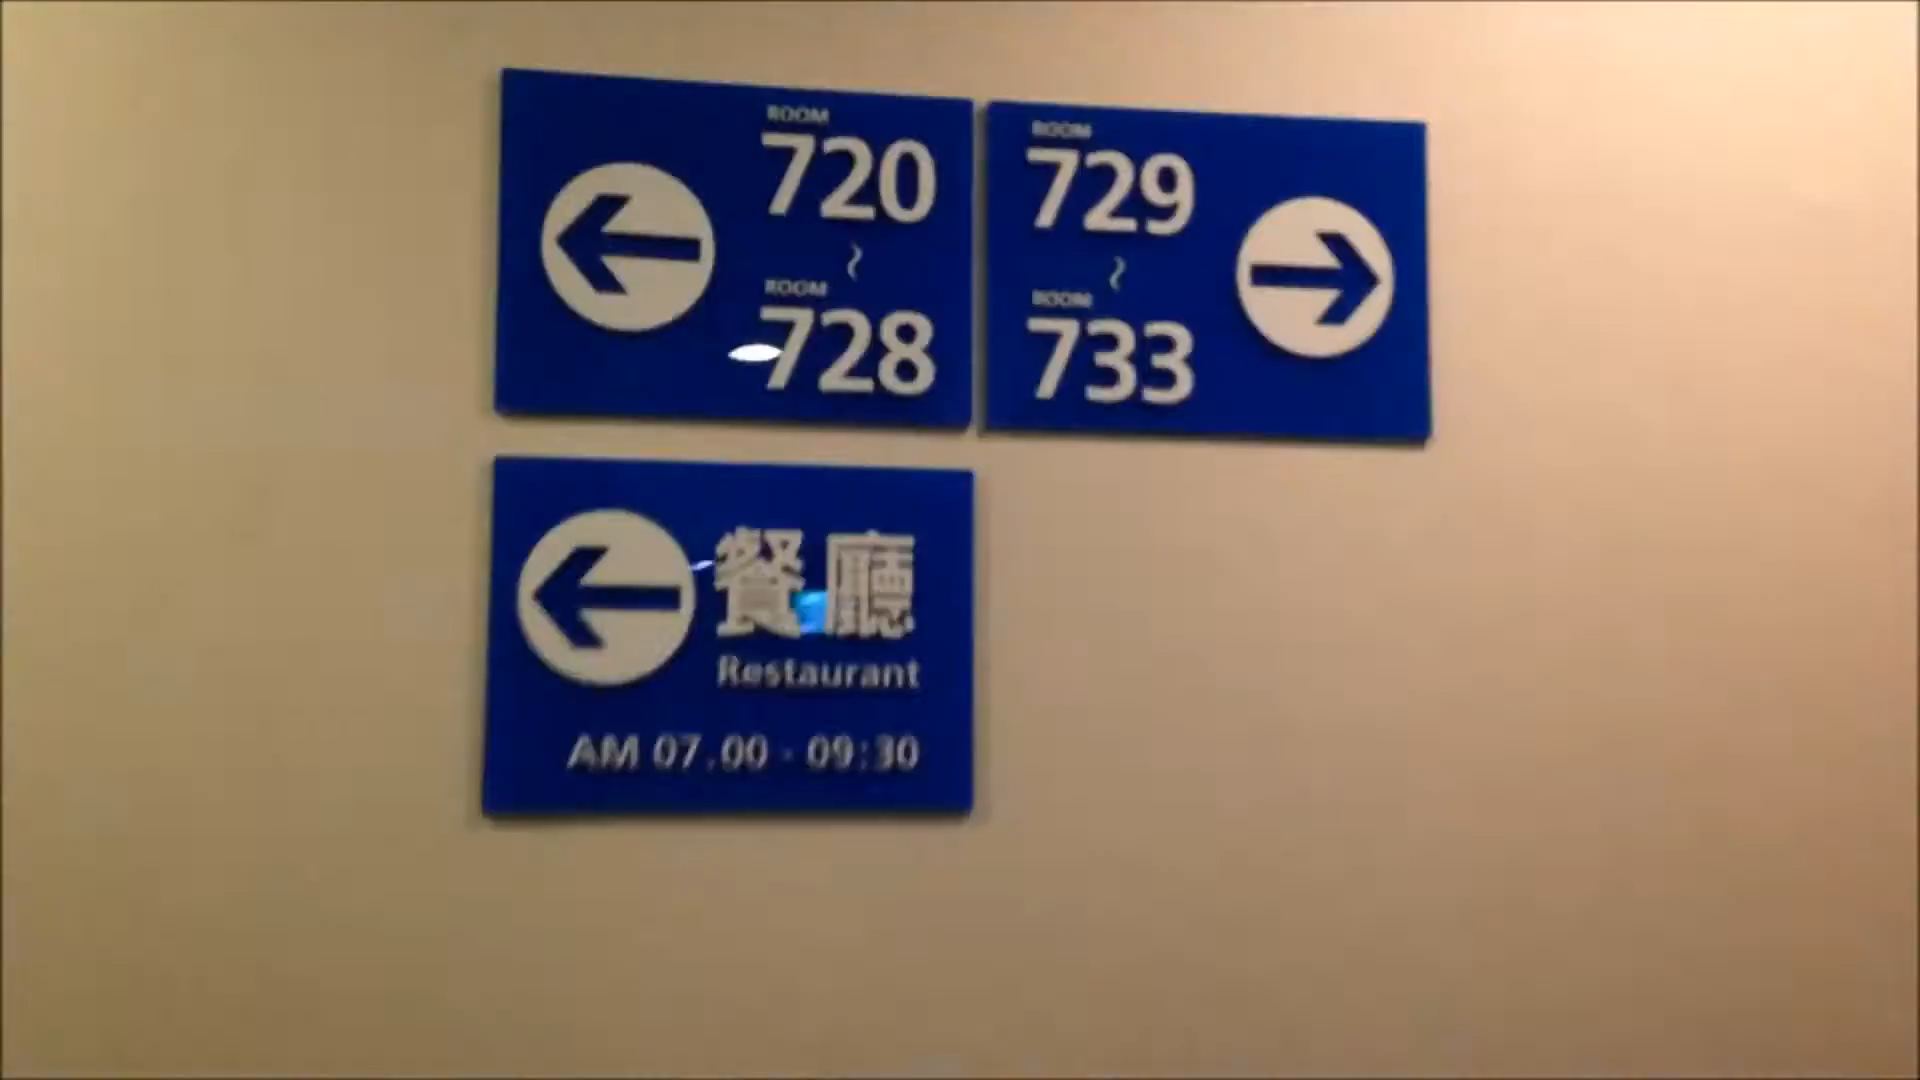 ROOM
720
~
ROOM
728
ROOM
729
~
ROOM
733
餐廳
Restaurant
AM 07.00 - 09:30